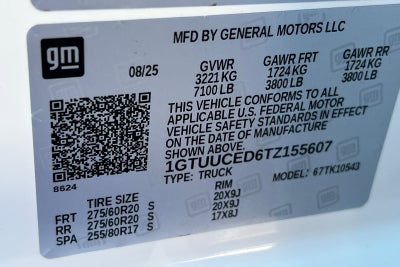 gm
MFD BY GENERAL MOTORS LLC
08/25
GVWR GAWR FRT GAWR RR
3221 KG 1724 KG 1724 KG
7100 LB 3800 LB 3800 LB
THIS VEHICLE CONFORMS TO ALL
APPLICABLE U.S. FEDERAL MOTOR
VEHICLE SAFETY STANDARDS IN EFFECT
ON THE DATE OF MANUFACTURE
1GTUUCED6TZ155607
8624
TYPE: TRUCK MODEL: 67TK10543
TIRE SIZE RIM
FRT 275/60R20 S 20X9J
RR 275/60R20 S 20X9J
SPA 255/80R17 S 17X8J